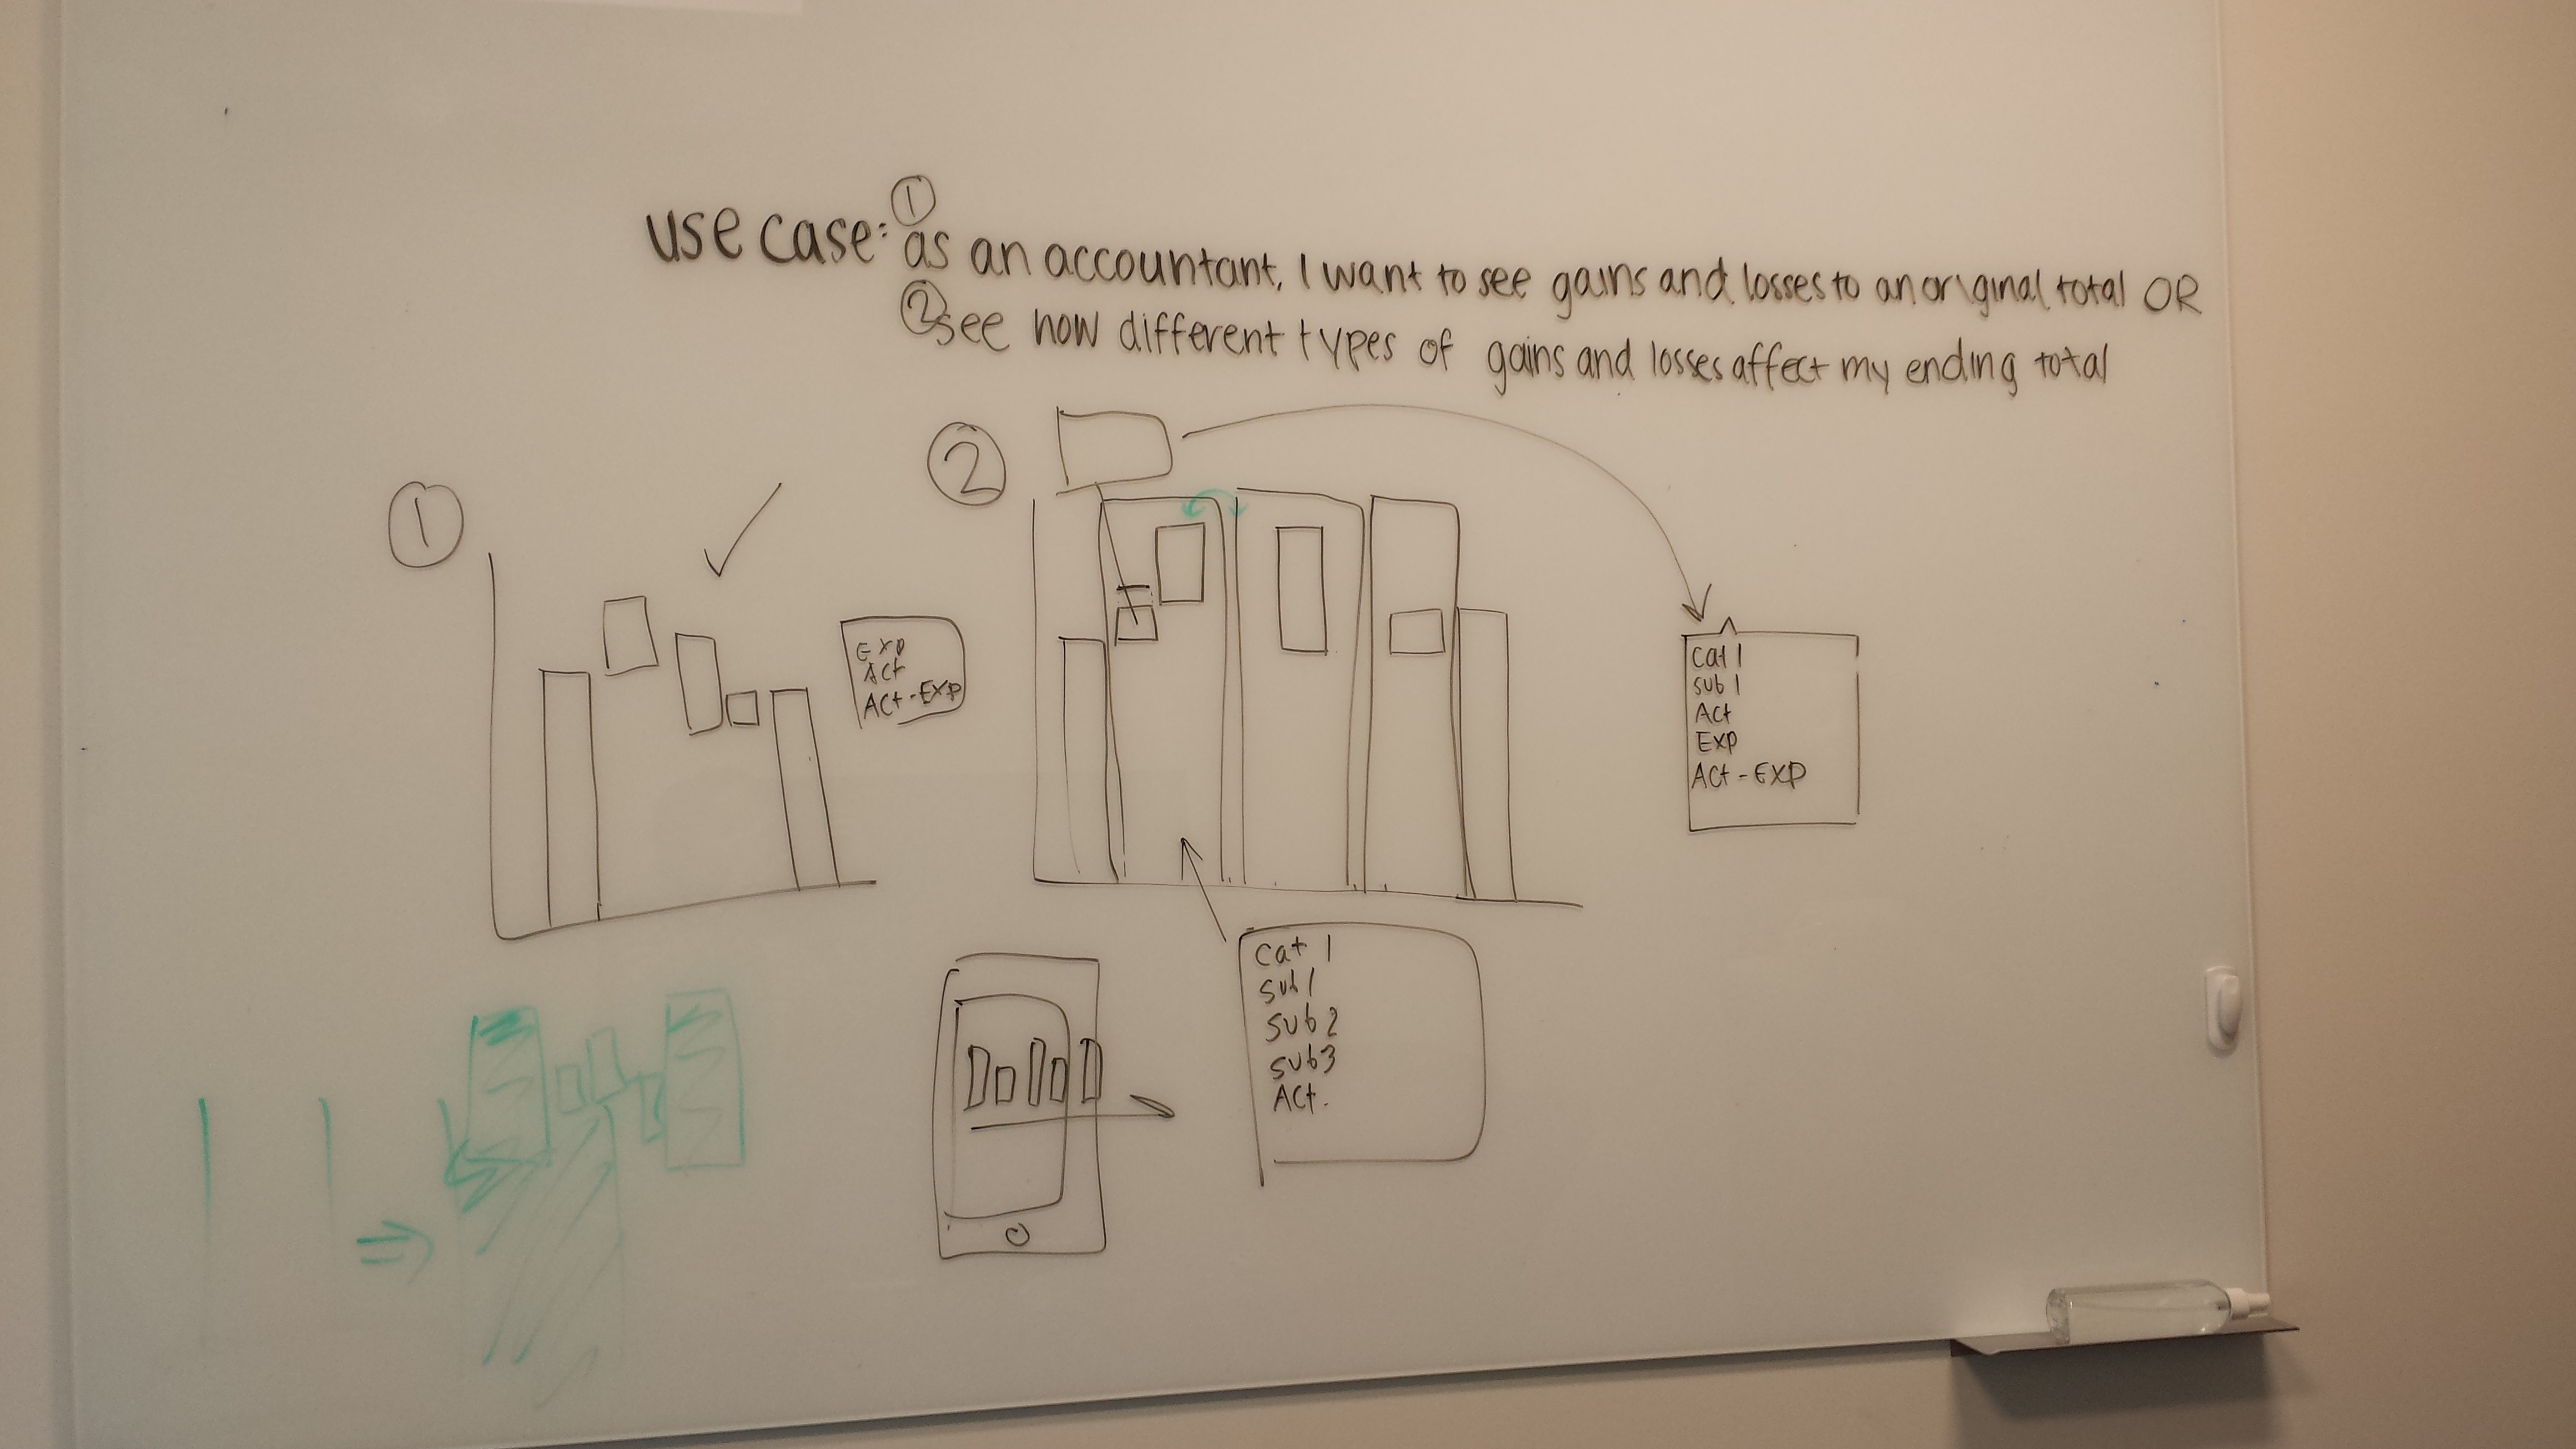 use case: ① as an accountant, I want to see gains and losses to an original total OR
② see how different types of gains and losses affect my ending total
①
②
Exp
Act
Act - Exp
Cat 1
sub 1
Act
Exp
Act - Exp
Cat 1
sub 1
sub 2
sub 3
Act.